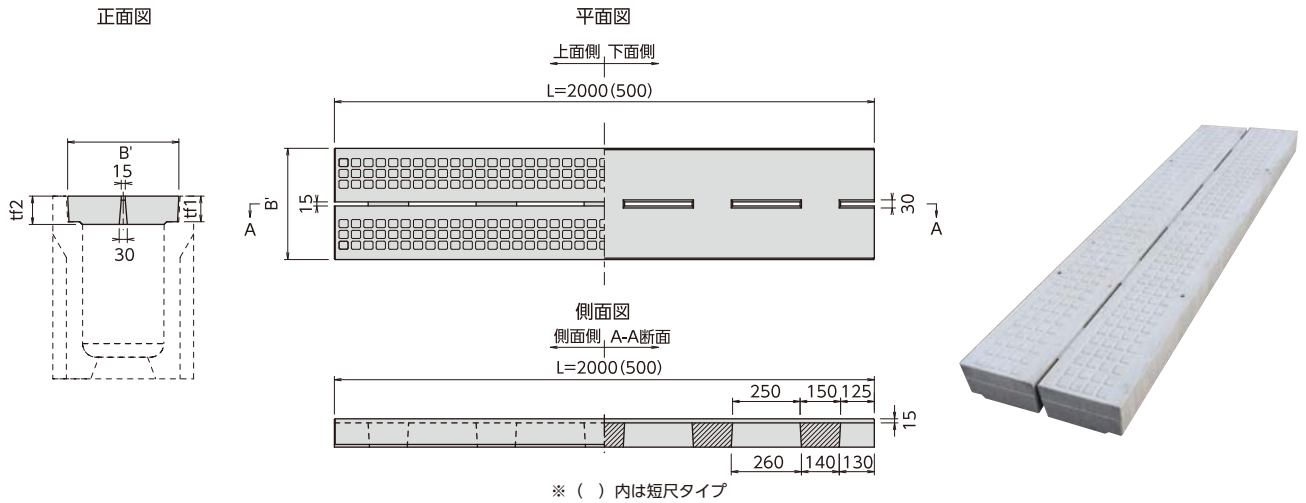 正面図
B'
15
tf2
tf1
30
平面図
上面側 下面側
L=2000(500)
B'
15
30
A
A
側面図
側面側 A-A断面
L=2000(500)
250 150 125
15
260 140 130
※ ( ) 内は短尺タイプ